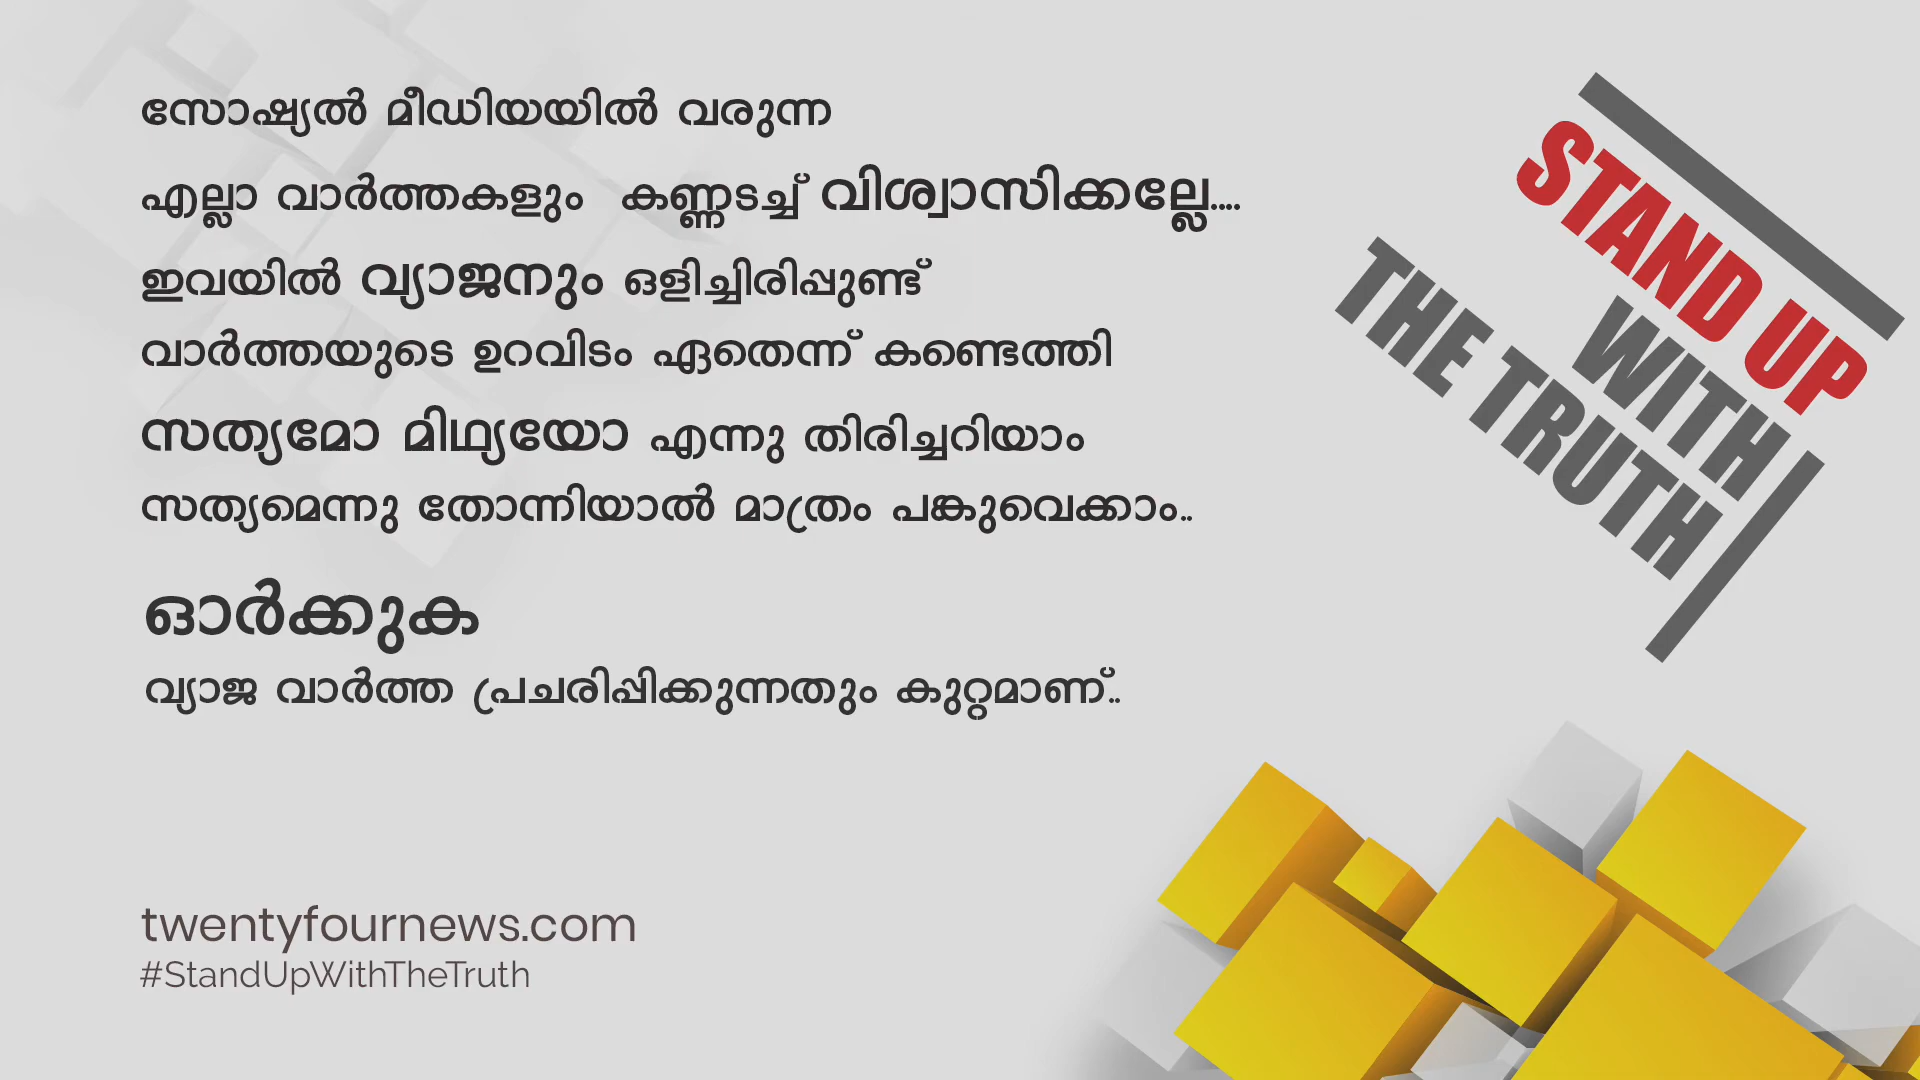 സോഷ്യൽ മീഡിയയിൽ വരുന്ന
എല്ലാ വാർത്തകളും കണ്ണടച്ച് വിശ്വാസിക്കല്ലേ....
ഇവയിൽ വ്യാജനും ഒളിച്ചിരിപ്പുണ്ട്
വാർത്തയുടെ ഉറവിടം ഏതെന്ന് കണ്ടെത്തി
സത്യമോ മിഥ്യയോ എന്നു തിരിച്ചറിയാം
സത്യമെന്നു തോന്നിയാൽ മാത്രം പങ്കുവെക്കാം..
ഓർക്കുക
വ്യാജ വാർത്ത പ്രചരിപ്പിക്കുന്നതും കുറ്റമാണ്..
twentyfournews.com
#StandUpWithTheTruth
STAND UP
WITH
THE TRUTH